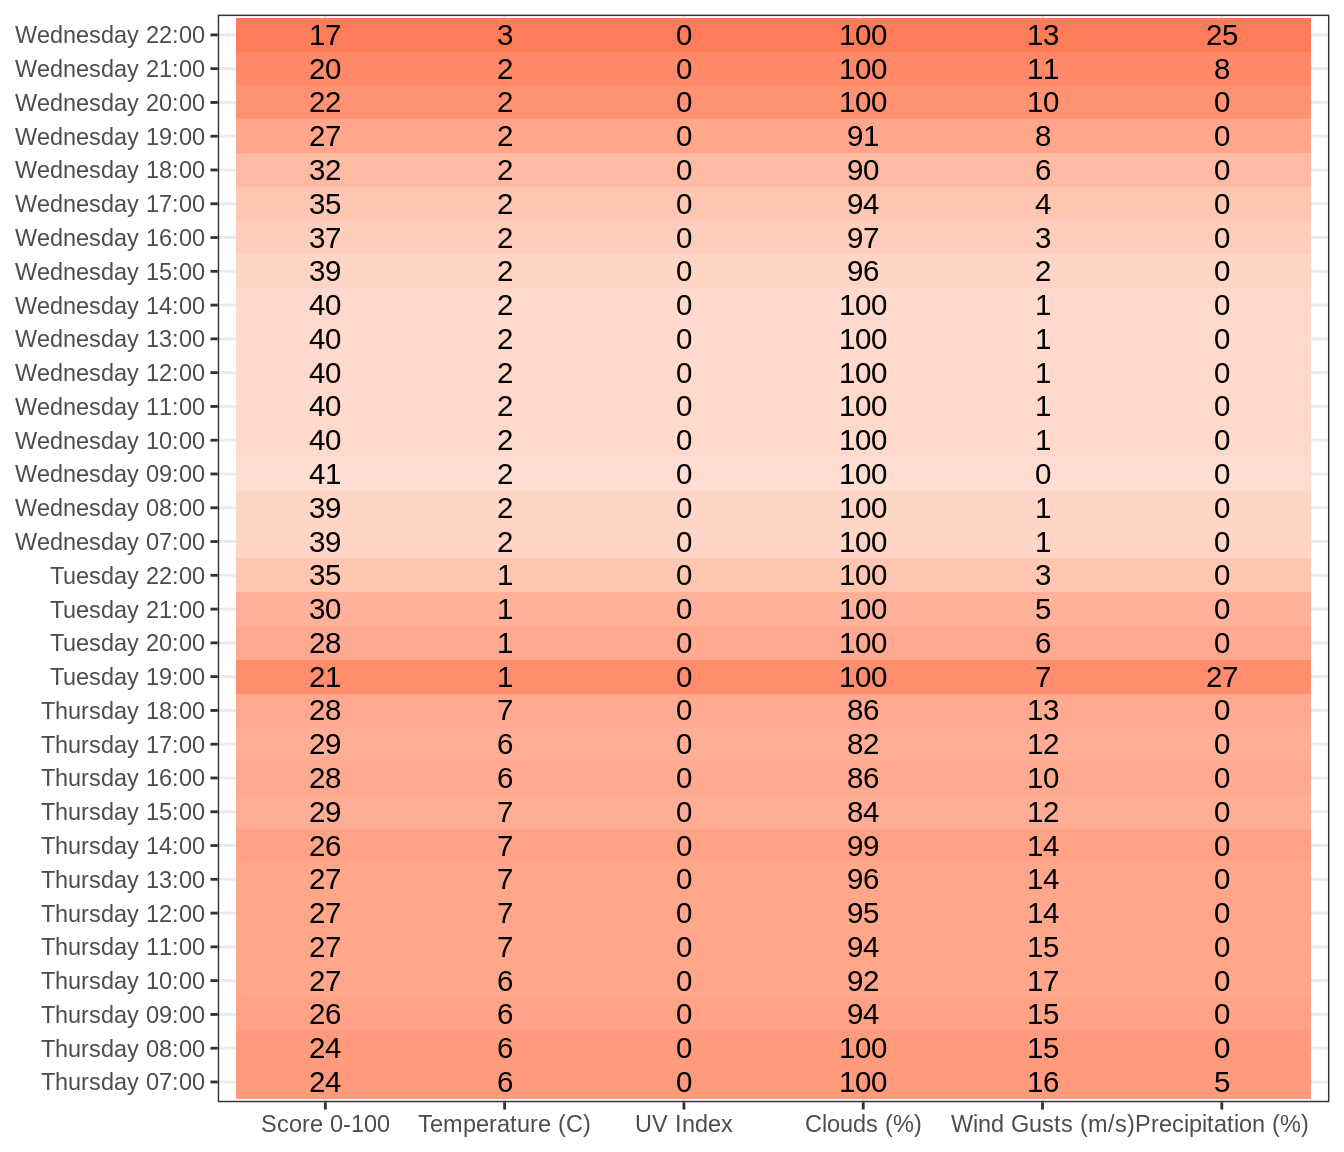 Wednesday 22:00 17 3 0 100 13 25
Wednesday 21:00 20 2 0 100 11 8
Wednesday 20:00 22 2 0 100 10 0
Wednesday 19:00 27 2 0 91 8 0
Wednesday 18:00 32 2 0 90 6 0
Wednesday 17:00 35 2 0 94 4 0
Wednesday 16:00 37 2 0 97 3 0
Wednesday 15:00 39 2 0 96 2 0
Wednesday 14:00 40 2 0 100 1 0
Wednesday 13:00 40 2 0 100 1 0
Wednesday 12:00 40 2 0 100 1 0
Wednesday 11:00 40 2 0 100 1 0
Wednesday 10:00 40 2 0 100 1 0
Wednesday 09:00 41 2 0 100 0 0
Wednesday 08:00 39 2 0 100 1 0
Wednesday 07:00 39 2 0 100 1 0
Tuesday 22:00 35 1 0 100 3 0
Tuesday 21:00 30 1 0 100 5 0
Tuesday 20:00 28 1 0 100 6 0
Tuesday 19:00 21 1 0 100 7 27
Thursday 18:00 28 7 0 86 13 0
Thursday 17:00 29 6 0 82 12 0
Thursday 16:00 28 6 0 86 10 0
Thursday 15:00 29 7 0 84 12 0
Thursday 14:00 26 7 0 99 14 0
Thursday 13:00 27 7 0 96 14 0
Thursday 12:00 27 7 0 95 14 0
Thursday 11:00 27 7 0 94 15 0
Thursday 10:00 27 6 0 92 17 0
Thursday 09:00 26 6 0 94 15 0
Thursday 08:00 24 6 0 100 15 0
Thursday 07:00 24 6 0 100 16 5
Score 0-100 Temperature (C) UV Index Clouds (%) Wind Gusts (m/s) Precipitation (%)